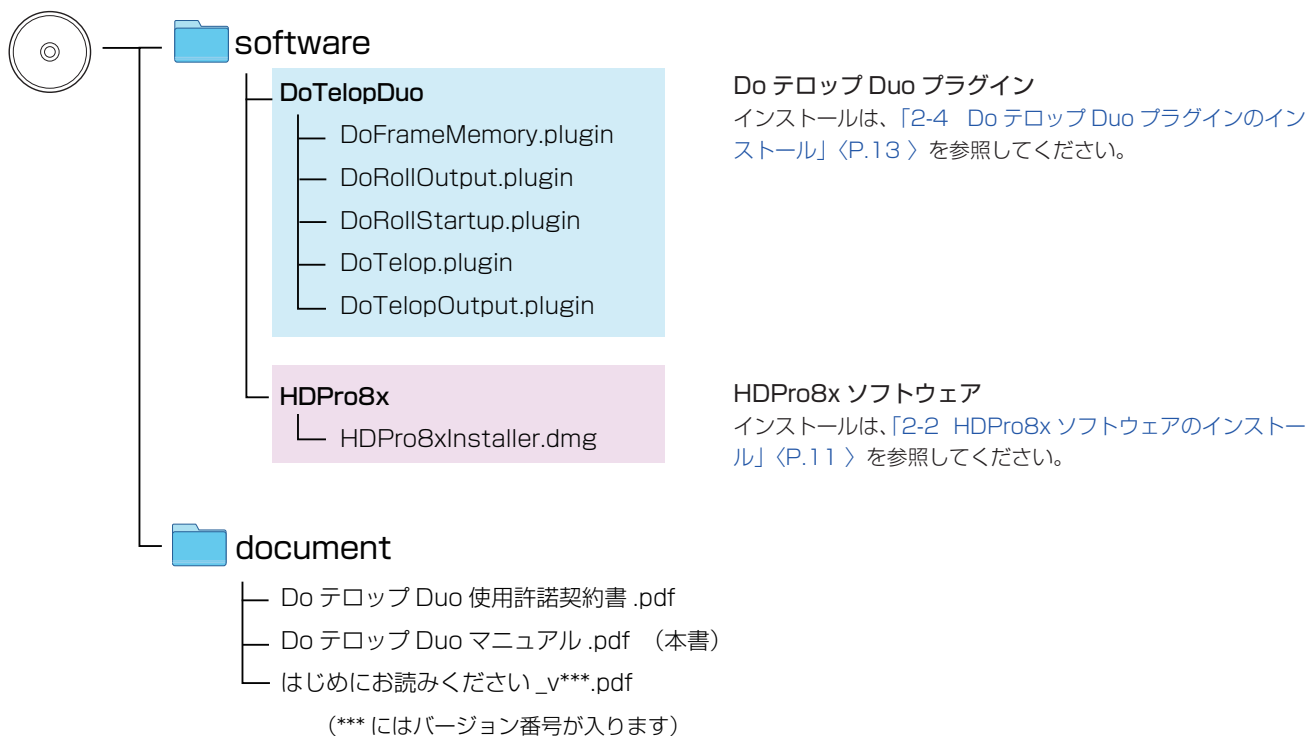 software
DoTelopDuo
DoFrameMemory.plugin
DoRollOutput.plugin
DoRollStartup.plugin
DoTelop.plugin
DoTelopOutput.plugin
Do テロップ Duo プラグイン
インストールは、「2-4 Do テロップ Duo プラグインのイン
ストール」〈P.13 〉を参照してください。
HDPro8x
HDPro8xInstaller.dmg
HDPro8x ソフトウェア
インストールは、「2-2 HDPro8x ソフトウェアのインストー
ル」〈P.11 〉を参照してください。
document
Do テロップ Duo 使用許諾契約書 .pdf
Do テロップ Duo マニュアル .pdf （本書）
はじめにお読みください _v***.pdf
（*** にはバージョン番号が入ります）